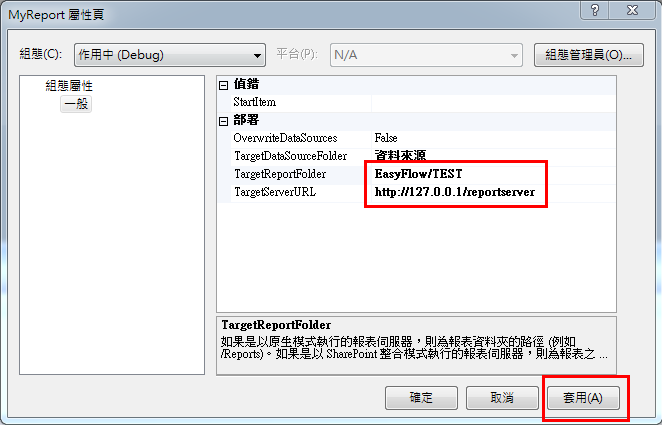 MyReport 屬性頁
組態(C): 作用中 (Debug) 平台(P): N/A 組態管理員(O)...
組態屬性
一般
偵錯
StartItem
部署
OverwriteDataSources False
TargetDataSourceFolder 資料來源
TargetReportFolder EasyFlow/TEST
TargetServerURL http://127.0.0.1/reportserver
TargetReportFolder
如果是以原生模式執行的報表伺服器，則為報表資料夾的路徑 (例如
/Reports)。如果是以 SharePoint 整合模式執行的報表伺服器，則為報表之 ...
確定 取消 套用(A)